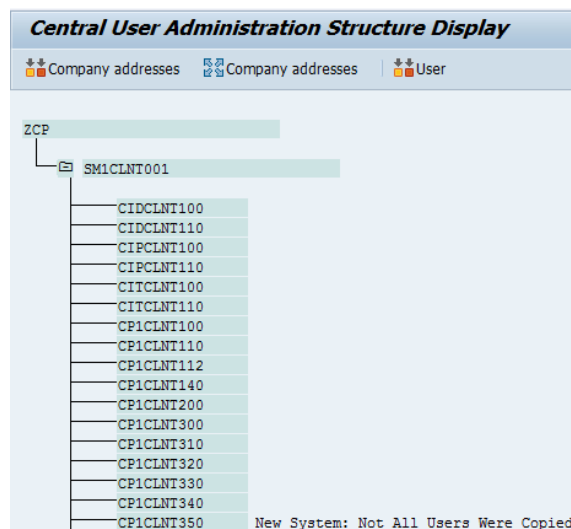 Central User Administration Structure Display
Company addresses Company addresses User
ZCP
SM1CLNT001
CIDCLNT100
CIDCLNT110
CIPCLNT100
CIPCLNT110
CITCLNT100
CITCLNT110
CP1CLNT100
CP1CLNT110
CP1CLNT112
CP1CLNT140
CP1CLNT200
CP1CLNT300
CP1CLNT310
CP1CLNT320
CP1CLNT330
CP1CLNT340
CP1CLNT350 New System: Not All Users Were Copied